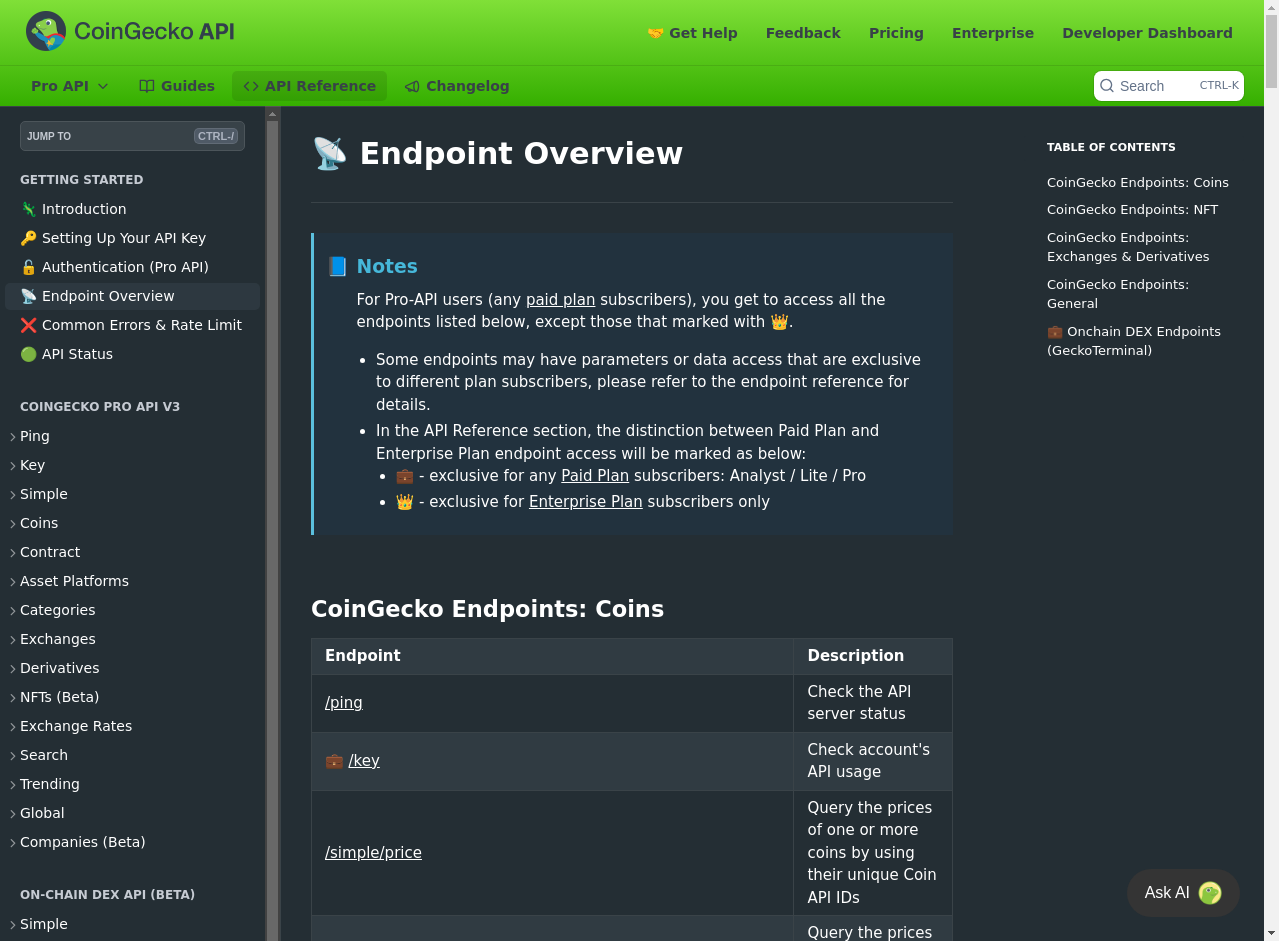 CoinGecko API
🤝 Get Help
Feedback
Pricing
Enterprise
Developer Dashboard
Pro API
Guides
API Reference
Changelog
Search
CTRL-K
JUMP TO
CTRL-/
GETTING STARTED
🦎 Introduction
🔑 Setting Up Your API Key
🔓 Authentication (Pro API)
📡 Endpoint Overview
❌ Common Errors & Rate Limit
🟢 API Status
COINGECKO PRO API V3
Ping
Key
Simple
Coins
Contract
Asset Platforms
Categories
Exchanges
Derivatives
NFTs (Beta)
Exchange Rates
Search
Trending
Global
Companies (Beta)
ON-CHAIN DEX API (BETA)
Simple
📡 Endpoint Overview
📘 Notes
For Pro-API users (any paid plan subscribers), you get to access all the
endpoints listed below, except those that marked with 👑.
• Some endpoints may have parameters or data access that are exclusive
to different plan subscribers, please refer to the endpoint reference for
details.
• In the API Reference section, the distinction between Paid Plan and
Enterprise Plan endpoint access will be marked as below:
• 💼 - exclusive for any Paid Plan subscribers: Analyst / Lite / Pro
• 👑 - exclusive for Enterprise Plan subscribers only
CoinGecko Endpoints: Coins
Endpoint
Description
/ping
Check the API
server status
💼 /key
Check account's
API usage
/simple/price
Query the prices
of one or more
coins by using
their unique Coin
API IDs
Query the prices
TABLE OF CONTENTS
CoinGecko Endpoints: Coins
CoinGecko Endpoints: NFT
CoinGecko Endpoints:
Exchanges & Derivatives
CoinGecko Endpoints:
General
💼 Onchain DEX Endpoints
(GeckoTerminal)
Ask AI